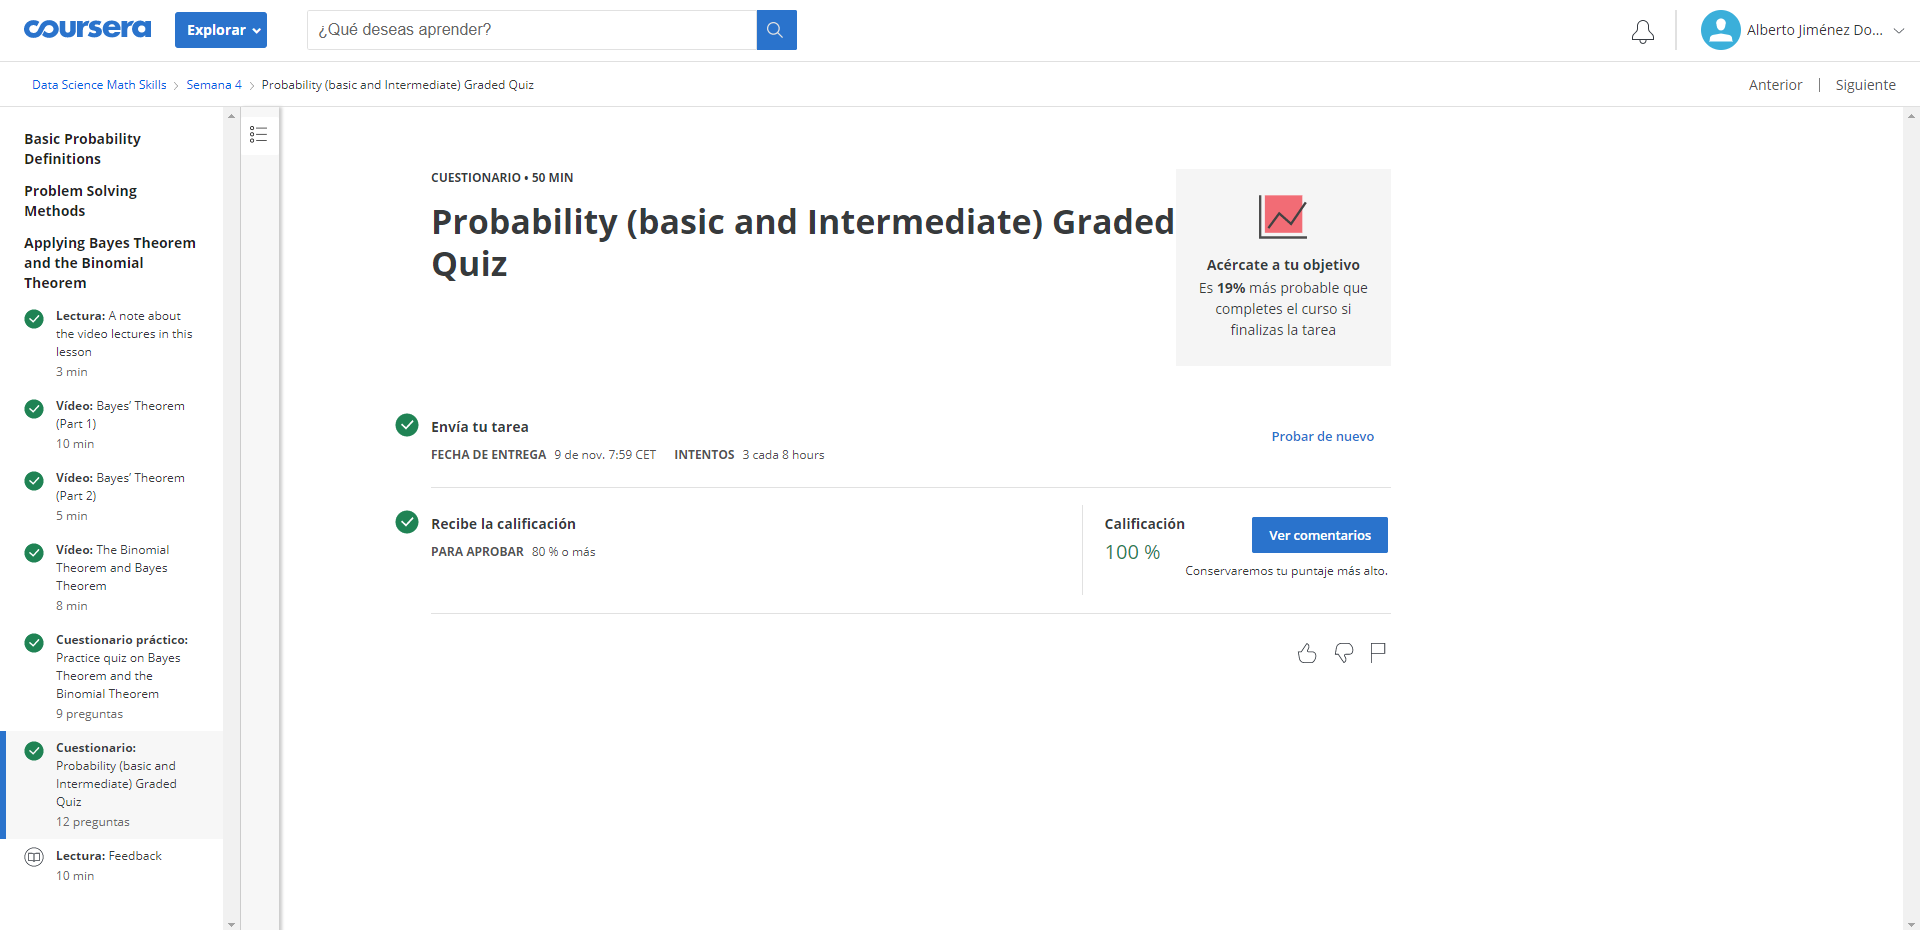 coursera
Explorar
¿Qué deseas aprender?
Alberto Jiménez Do...
Data Science Math Skills
Semana 4
Probability (basic and Intermediate) Graded Quiz
Anterior
Siguiente
Basic Probability
Definitions
Problem Solving
Methods
Applying Bayes Theorem
and the Binomial
Theorem
Lectura: A note about
the video lectures in this
lesson
3 min
Vídeo: Bayes’ Theorem
(Part 1)
10 min
Vídeo: Bayes’ Theorem
(Part 2)
5 min
Vídeo: The Binomial
Theorem and Bayes
Theorem
8 min
Cuestionario práctico:
Practice quiz on Bayes
Theorem and the
Binomial Theorem
9 preguntas
Cuestionario:
Probability (basic and
Intermediate) Graded
Quiz
12 preguntas
Lectura: Feedback
10 min
CUESTIONARIO • 50 MIN
Probability (basic and Intermediate) Graded
Quiz
Acércate a tu objetivo
Es 19% más probable que
completes el curso si
finalizas la tarea
Envía tu tarea
FECHA DE ENTREGA 9 de nov. 7:59 CET INTENTOS 3 cada 8 hours
Probar de nuevo
Recibe la calificación
PARA APROBAR 80 % o más
Calificación
100 %
Ver comentarios
Conservaremos tu puntaje más alto.